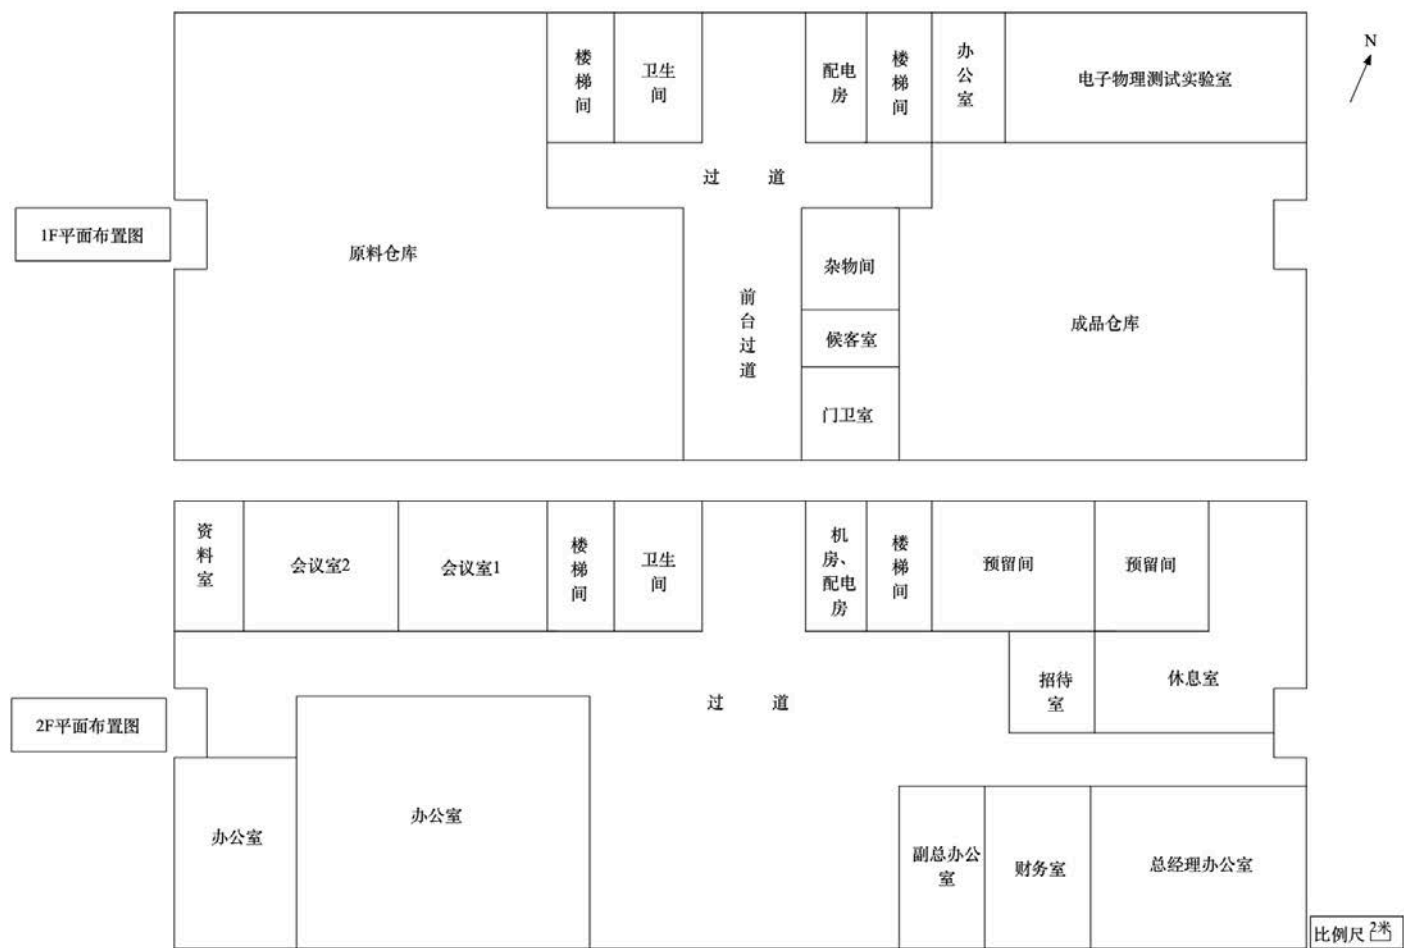 楼梯间
卫生间
配电房
楼梯间
办公室
电子物理测试实验室
N
过 道
1F平面布置图
原料仓库
杂物间
前台过道
成品仓库
候客室
门卫室
资料室
会议室2
会议室1
楼梯间
卫生间
机房、配电房
楼梯间
预留间
预留间
招待室
休息室
2F平面布置图
过 道
办公室
办公室
副总办公室
财务室
总经理办公室
比例尺 2米